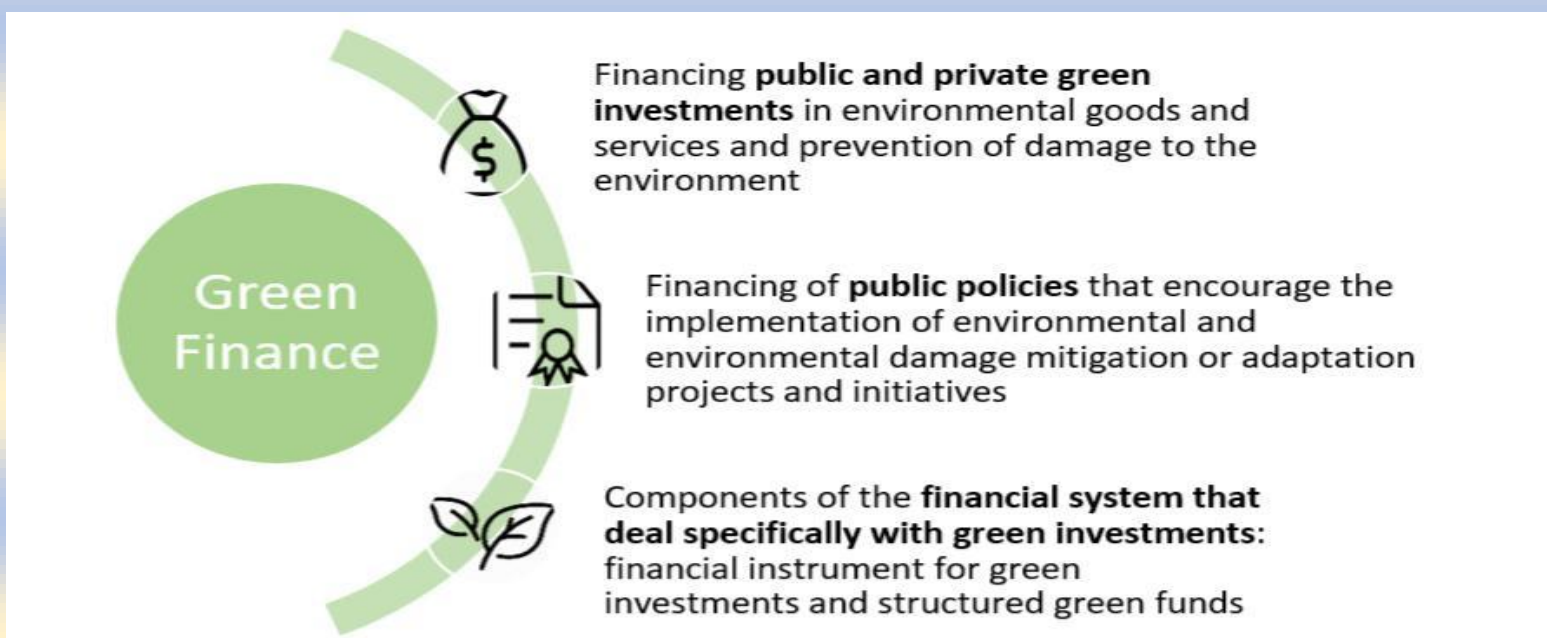 Green
Finance
Financing public and private green
investments in environmental goods and
services and prevention of damage to the
environment
$
Financing of public policies that encourage the
implementation of environmental and
environmental damage mitigation or adaptation
projects and initiatives
Components of the financial system that
deal specifically with green investments:
financial instrument for green
investments and structured green funds